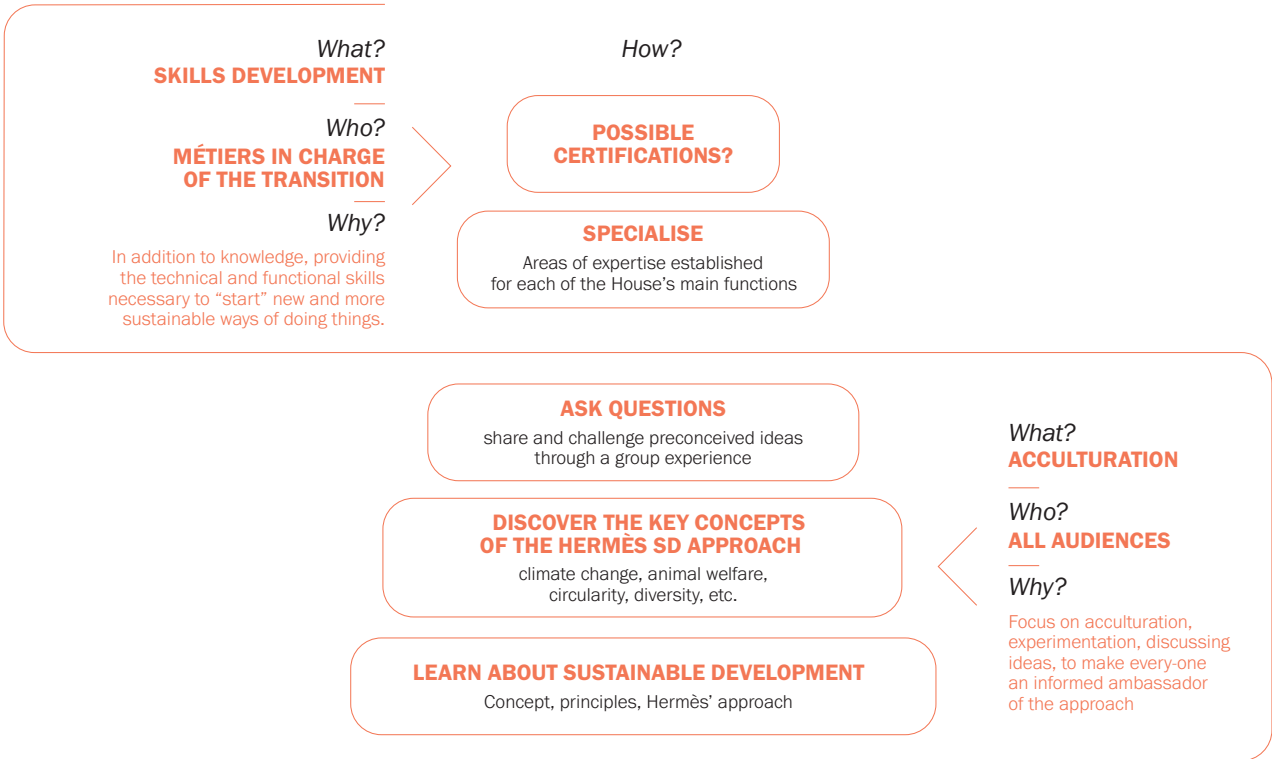 What?
SKILLS DEVELOPMENT
Who?
MÉTIERS IN CHARGE
OF THE TRANSITION
Why?
In addition to knowledge, providing
the technical and functional skills
necessary to “start” new and more
sustainable ways of doing things.
How?
POSSIBLE
CERTIFICATIONS?
SPECIALISE
Areas of expertise established
for each of the House’s main functions
ASK QUESTIONS
share and challenge preconceived ideas
through a group experience
DISCOVER THE KEY CONCEPTS
OF THE HERMÈS SD APPROACH
climate change, animal welfare,
circularity, diversity, etc.
LEARN ABOUT SUSTAINABLE DEVELOPMENT
Concept, principles, Hermès’ approach
What?
ACCULTURATION
Who?
ALL AUDIENCES
Why?
Focus on acculturation,
experimentation, discussing
ideas, to make every-one
an informed ambassador
of the approach